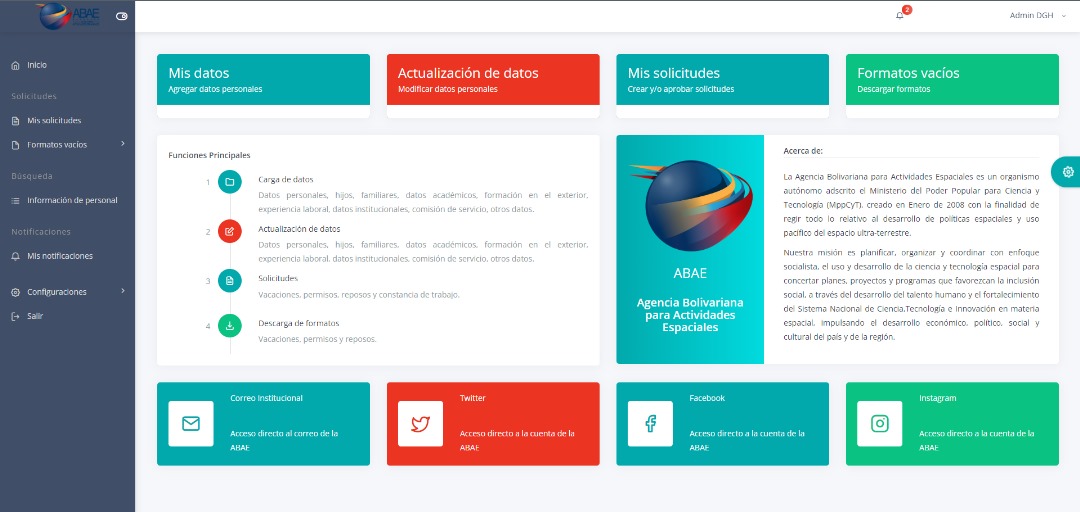 ABAE
2
Admin DGH
Inicio
Solicitudes
Mis solicitudes
Formatos vacíos
Búsqueda
Información de personal
Notificaciones
Mis notificaciones
Configuraciones
Salir
Mis datos
Agregar datos personales
Actualización de datos
Modificar datos personales
Mis solicitudes
Crear y/o aprobar solicitudes
Formatos vacíos
Descargar formatos
Funciones Principales
1
Carga de datos
Datos personales, hijos, familiares, datos académicos, formación en el exterior,
experiencia laboral, datos institucionales, comisión de servicio, otros datos.
2
Actualización de datos
Datos personales, hijos, familiares, datos académicos, formación en el exterior,
experiencia laboral, datos institucionales, comisión de servicio, otros datos.
3
Solicitudes
Vacaciones, permisos, reposos y constancia de trabajo.
4
Descarga de formatos
Vacaciones, permisos y reposos.
ABAE
Agencia Bolivariana
para Actividades
Espaciales
Acerca de:
La Agencia Bolivariana para Actividades Espaciales es un organismo
autónomo adscrito el Ministerio del Poder Popular para Ciencia y
Tecnología (MppCyT), creado en Enero de 2008 con la finalidad de
regir todo lo relativo al desarrollo de políticas espaciales y uso
pacífico del espacio ultra-terrestre.
Nuestra misión es planificar, organizar y coordinar con enfoque
socialista, el uso y desarrollo de la ciencia y tecnología espacial para
concertar planes, proyectos y programas que favorezcan la inclusión
social, a través del desarrollo del talento humano y el fortalecimiento
del Sistema Nacional de Ciencia,Tecnología e Innovación en materia
espacial, impulsando el desarrollo económico, político, social y
cultural del país y de la región.
Correo Institucional
Acceso directo al correo de la
ABAE
Twitter
Acceso directo a la cuenta de la
ABAE
Facebook
Acceso directo a la cuenta de la
ABAE
Instagram
Acceso directo a la cuenta de la
ABAE